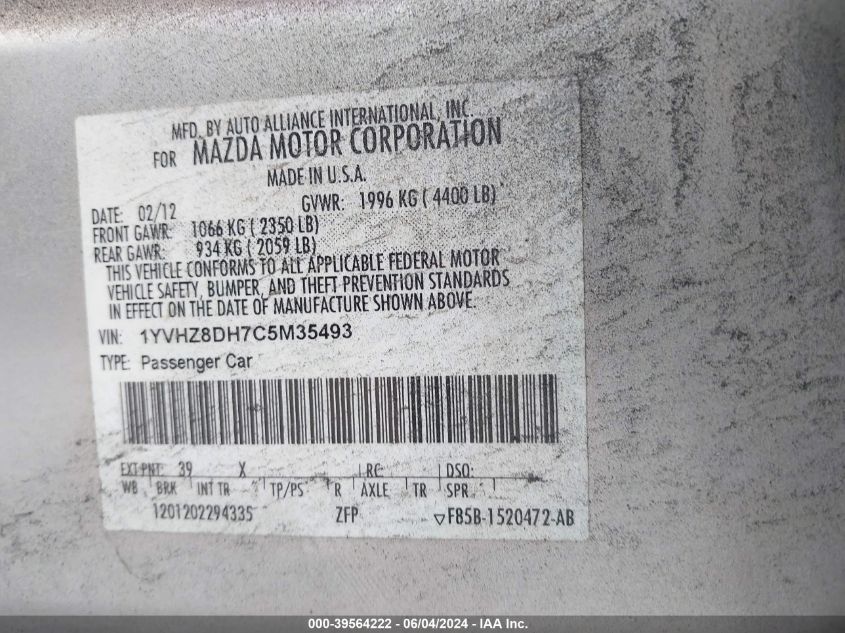 MFD. BY AUTO ALLIANCE INTERNATIONAL, INC.
FOR MAZDA MOTOR CORPORATION
MADE IN U.S.A.
DATE: 02/12 GVWR: 1996 KG ( 4400 LB)
FRONT GAWR: 1066 KG ( 2350 LB)
REAR GAWR: 934 KG ( 2059 LB)
THIS VEHICLE CONFORMS TO ALL APPLICABLE FEDERAL MOTOR
VEHICLE SAFETY, BUMPER, AND THEFT PREVENTION STANDARDS
IN EFFECT ON THE DATE OF MANUFACTURE SHOWN ABOVE.
VIN: 1YVHZ8DH7C5M35493
TYPE: Passenger Car
EXT PNT: 39 X RC: DSO:
WB BRK INT TR TP/PS R AXLE TR SPR
1201202294335 ZFP ▽F85B-1520472-AB
000-39564222 - 06/04/2024 - IAA Inc.